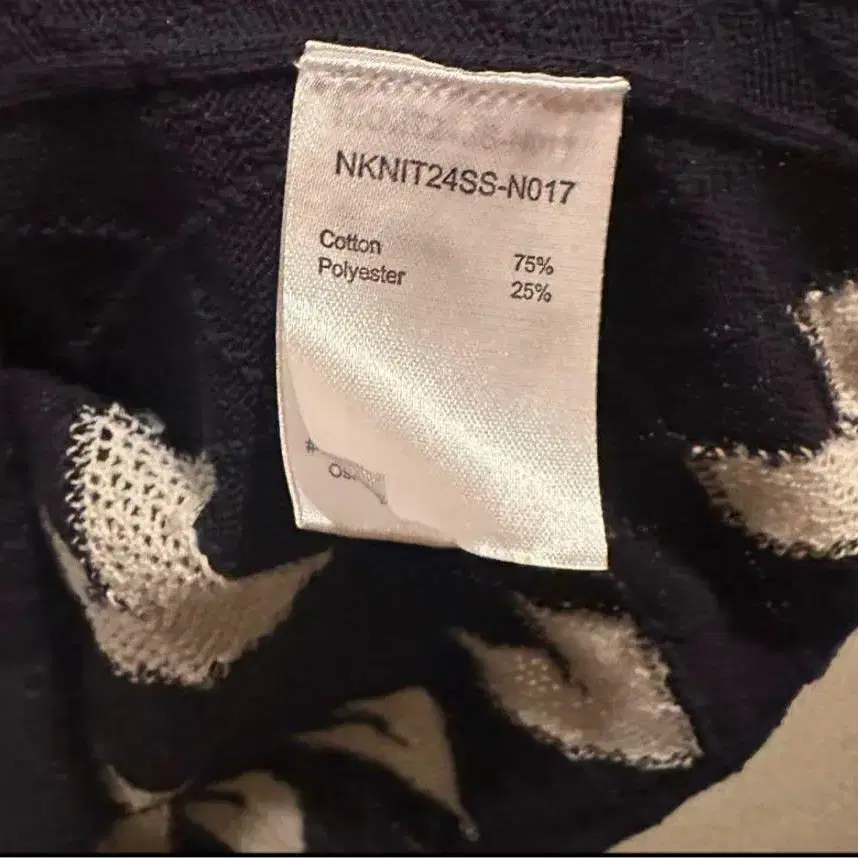 NKNIT24SS-N017
Cotton 75%
Polyester 25%
#